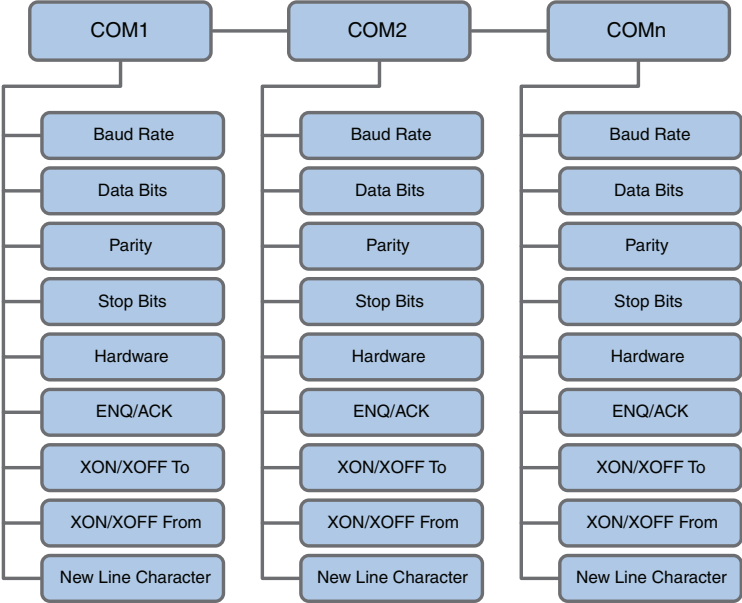 COM1
COM2
COMn
Baud Rate
Data Bits
Parity
Stop Bits
Hardware
ENQ/ACK
XON/XOFF To
XON/XOFF From
New Line Character
Baud Rate
Data Bits
Parity
Stop Bits
Hardware
ENQ/ACK
XON/XOFF To
XON/XOFF From
New Line Character
Baud Rate
Data Bits
Parity
Stop Bits
Hardware
ENQ/ACK
XON/XOFF To
XON/XOFF From
New Line Character